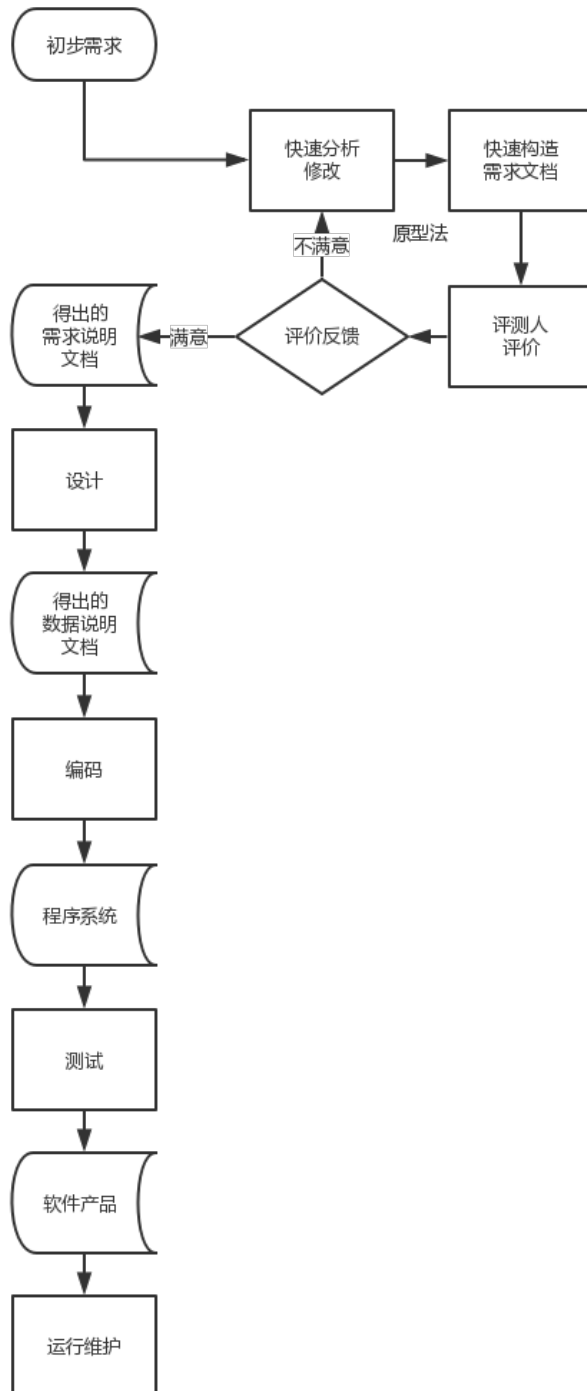 初步需求
快速分析
修改
快速构造
需求文档
不满意
原型法
得出的
需求说明
文档
满意
评价反馈
评测人
评价
设计
得出的
数据说明
文档
编码
程序系统
测试
软件产品
运行维护